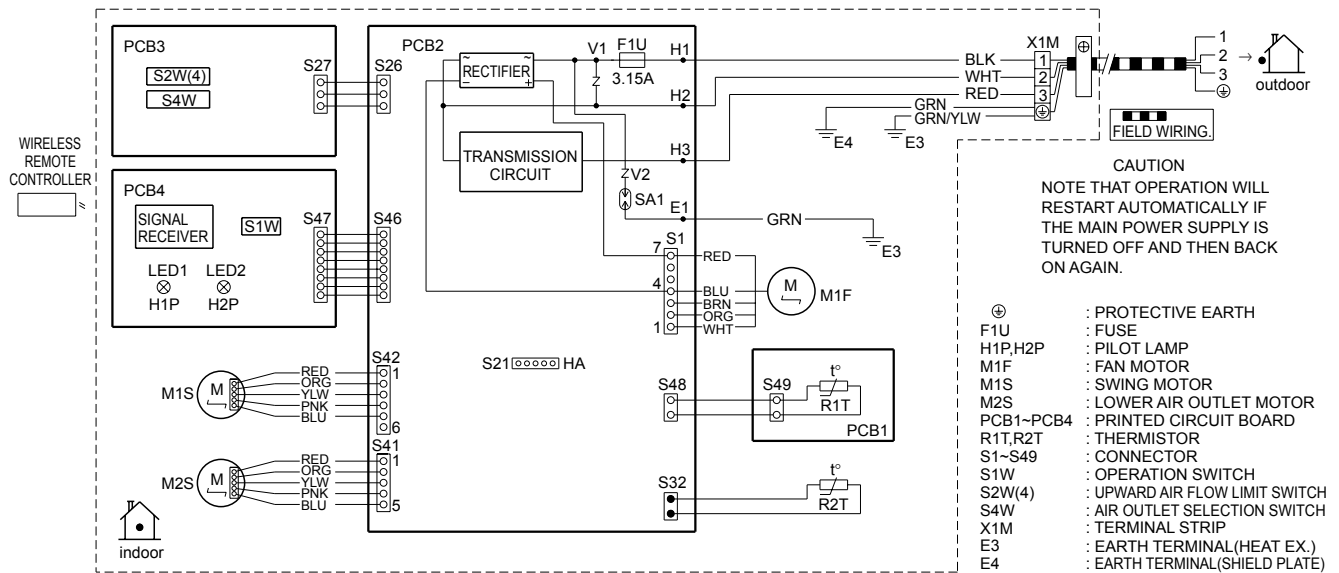 PCB3
S2W(4)
S4W
S27
S26
WIRELESS
REMOTE
CONTROLLER
PCB4
SIGNAL
RECEIVER
S1W
LED1
LED2
H1P
H2P
S47
S46
PCB2
RECTIFIER
~
~
-
+
V1
F1U
3.15A
Z
H1
H2
H3
TRANSMISSION
CIRCUIT
Z
V2
SA1
E1
GRN
E3
S1
7
4
1
RED
BLU
BRN
ORG
WHT
M
M1F
S21
HA
M1S
M
RED
ORG
YLW
PNK
BLU
S42
1
6
M2S
M
RED
ORG
YLW
PNK
BLU
S41
1
5
indoor
S48
S49
t°
R1T
PCB1
S32
t°
R2T
BLK
WHT
RED
GRN
GRN/YLW
E4
E3
X1M
1
2
3
1
2
3
→
outdoor
FIELD WIRING.
CAUTION
NOTE THAT OPERATION WILL
RESTART AUTOMATICALLY IF
THE MAIN POWER SUPPLY IS
TURNED OFF AND THEN BACK
ON AGAIN.
⏚ : PROTECTIVE EARTH
F1U : FUSE
H1P,H2P : PILOT LAMP
M1F : FAN MOTOR
M1S : SWING MOTOR
M2S : LOWER AIR OUTLET MOTOR
PCB1~PCB4 : PRINTED CIRCUIT BOARD
R1T,R2T : THERMISTOR
S1~S49 : CONNECTOR
S1W : OPERATION SWITCH
S2W(4) : UPWARD AIR FLOW LIMIT SWITCH
S4W : AIR OUTLET SELECTION SWITCH
X1M : TERMINAL STRIP
E3 : EARTH TERMINAL(HEAT EX.)
E4 : EARTH TERMINAL(SHIELD PLATE)